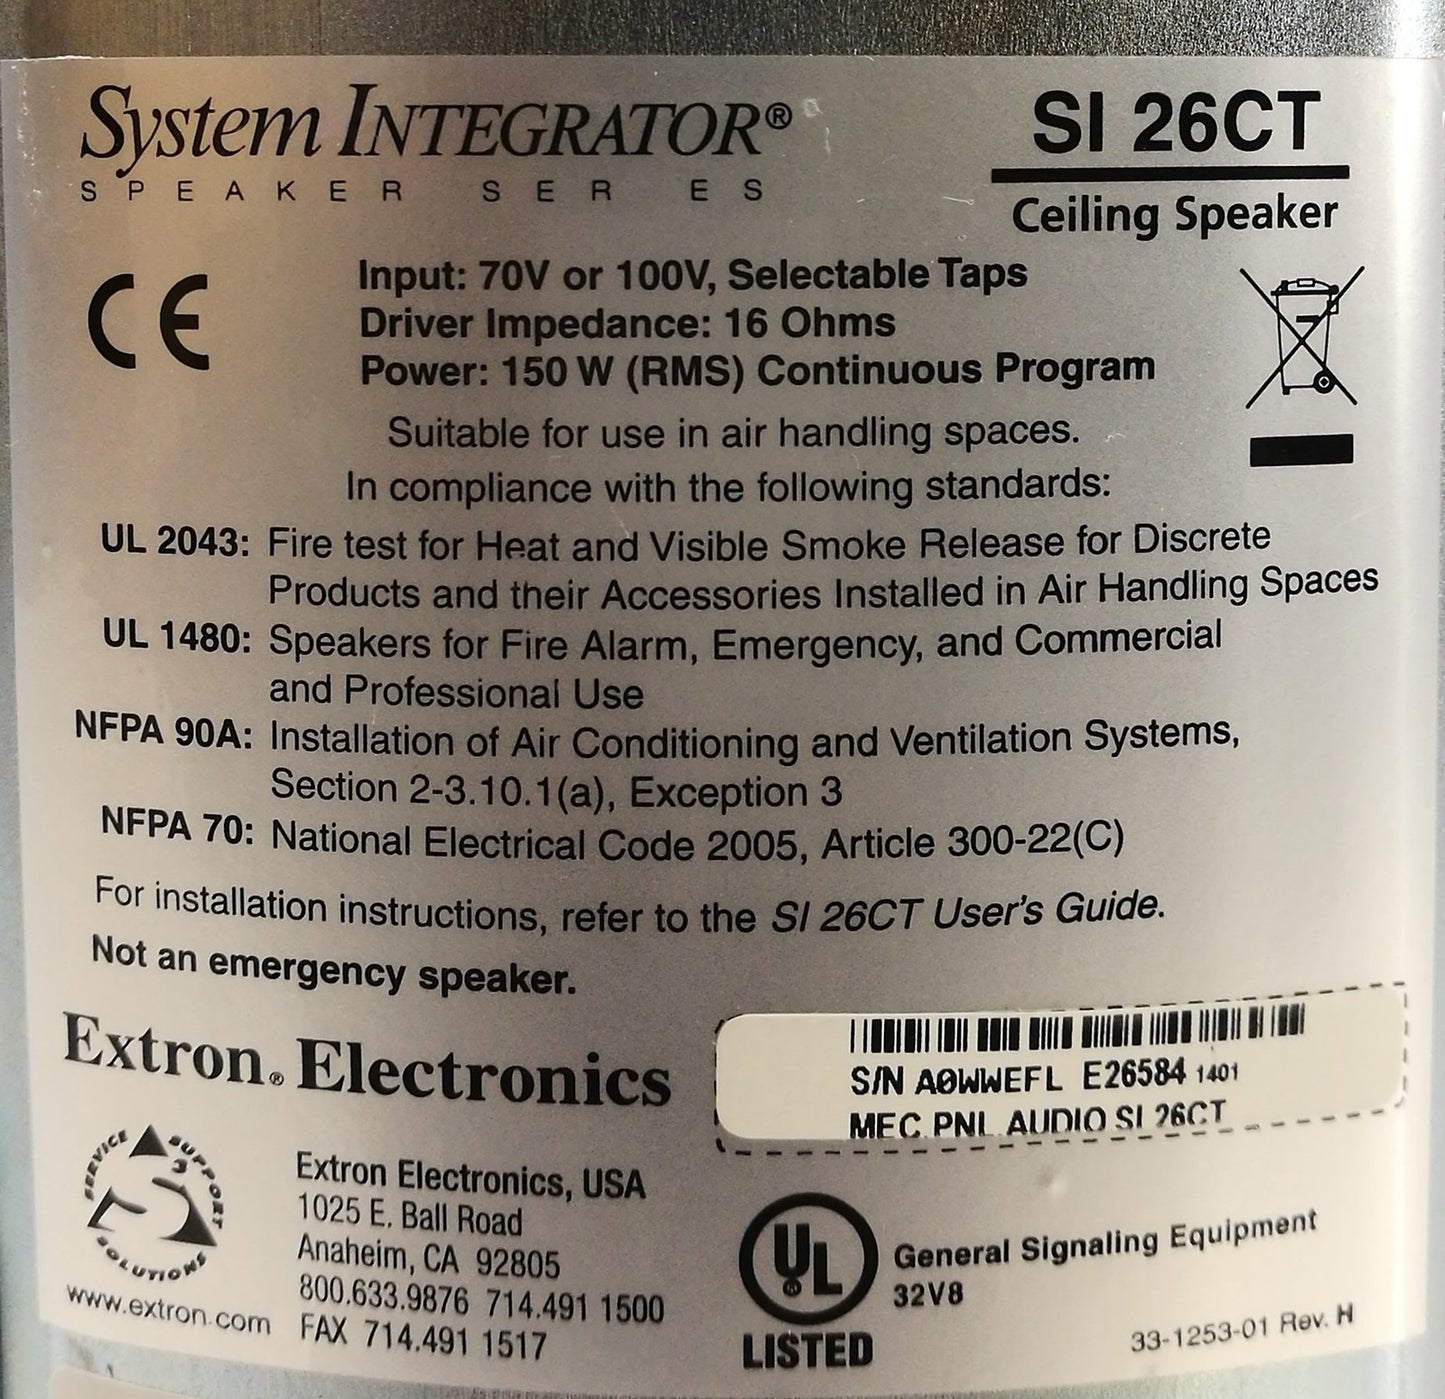 System INTEGRATOR®
SPEAKER SERIES
SI 26CT
Ceiling Speaker
CE
Input: 70V or 100V, Selectable Taps
Driver Impedance: 16 Ohms
Power: 150 W (RMS) Continuous Program
Suitable for use in air handling spaces.
In compliance with the following standards:
UL 2043: Fire test for Heat and Visible Smoke Release for Discrete
Products and their Accessories Installed in Air Handling Spaces
UL 1480: Speakers for Fire Alarm, Emergency, and Commercial
and Professional Use
NFPA 90A: Installation of Air Conditioning and Ventilation Systems,
Section 2-3.10.1(a), Exception 3
NFPA 70: National Electrical Code 2005, Article 300-22(C)
For installation instructions, refer to the SI 26CT User's Guide.
Not an emergency speaker.
Extron® Electronics
S/N A0WWEFL E26584 1401
MEC PNL AUDIO SI 26CT
SERVICE SUPPORT SOLUTIONS
S3
www.extron.com
Extron Electronics, USA
1025 E. Ball Road
Anaheim, CA 92805
800.633.9876 714.491 1500
FAX 714.491 1517
UL
LISTED
General Signaling Equipment
32V8
33-1253-01 Rev. H